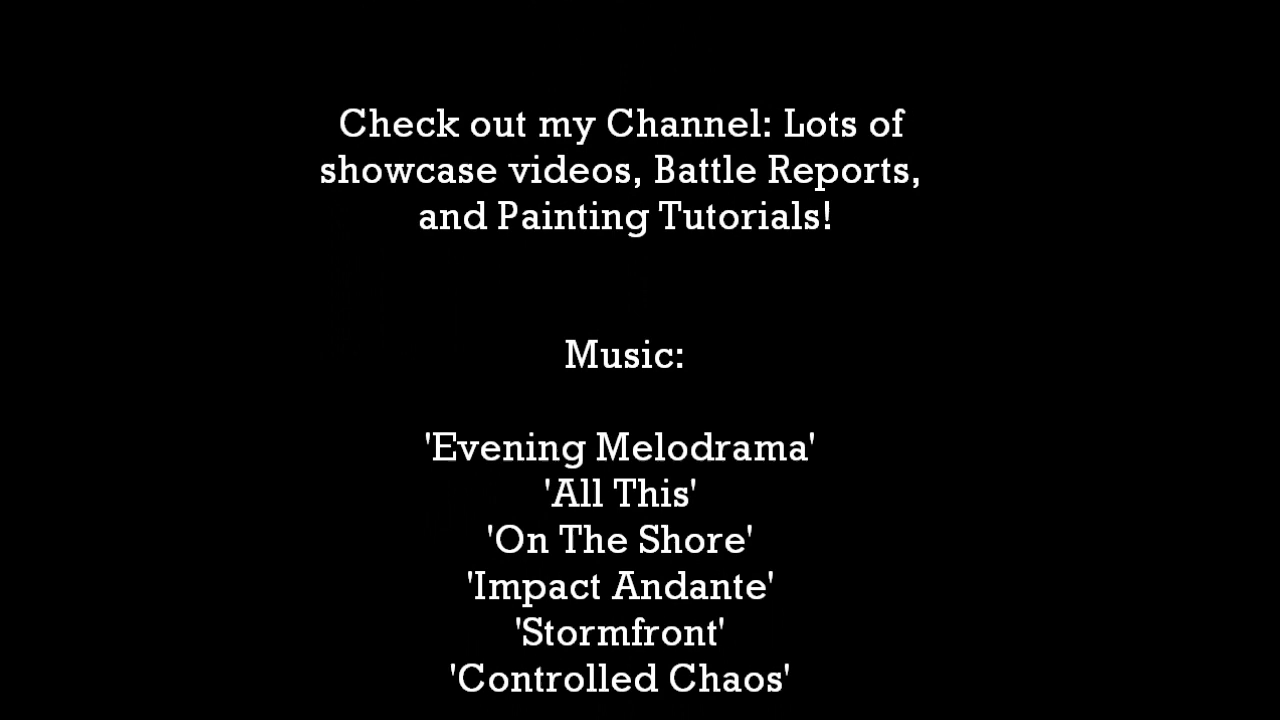 Check out my Channel: Lots of
showcase videos, Battle Reports,
and Painting Tutorials!
Music:
'Evening Melodrama'
'All This'
'On The Shore'
'Impact Andante'
'Stormfront'
'Controlled Chaos'